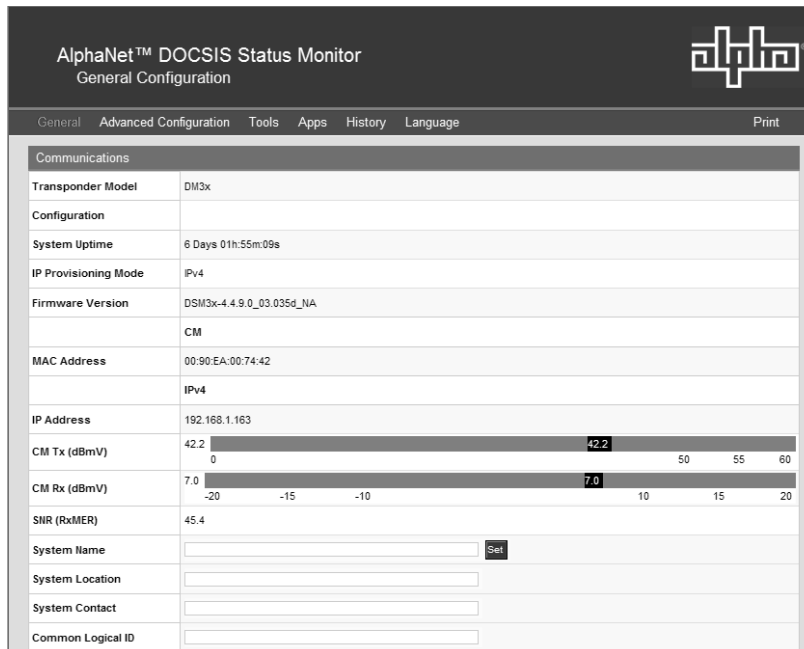 AlphaNet™ DOCSIS Status Monitor
General Configuration
alpha
General Advanced Configuration Tools Apps History Language Print
Communications
Transponder Model DM3x
Configuration
System Uptime 6 Days 01h:55m:09s
IP Provisioning Mode IPv4
Firmware Version DSM3x-4.4.9.0_03.035d_NA
CM
MAC Address 00:90:EA:00:74:42
IPv4
IP Address 192.168.1.163
CM Tx (dBmV) 42.2 42.2
0 50 55 60
CM Rx (dBmV) 7.0 7.0
-20 -15 -10 10 15 20
SNR (RxMER) 45.4
System Name Set
System Location
System Contact
Common Logical ID